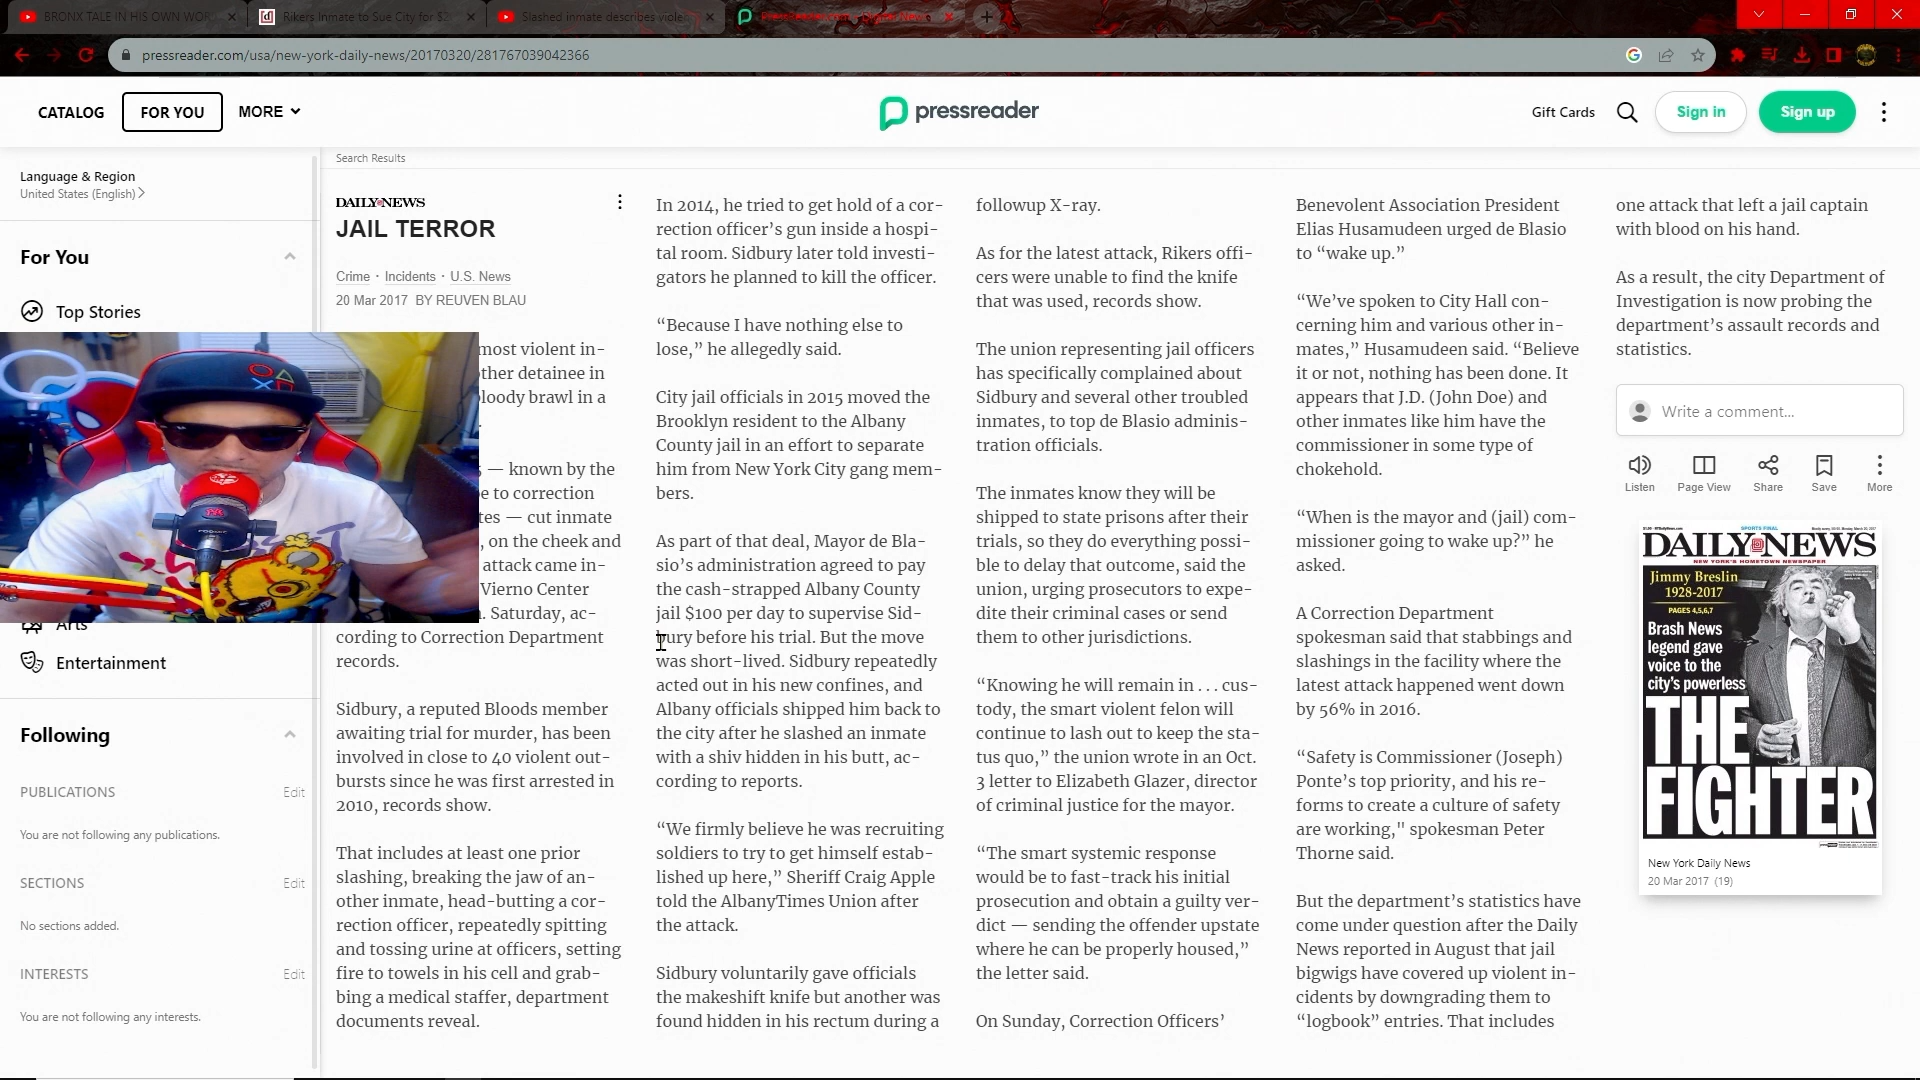 BRONX TALE IN HIS OWN WOR
Rikers Inmate to Sue City for $2
Slashed inmate describes viole
pressreader.com/usa/new-york-daily-news/20170320/281767039042366
CATALOG
FOR YOU
MORE
pressreader
Gift Cards
Sign in
Sign up
Language & Region
United States (English)
For You
Top Stories
Arts
Entertainment
Following
PUBLICATIONS
Edit
You are not following any publications.
SECTIONS
Edit
No sections added.
INTERESTS
Edit
You are not following any interests.
Search Results
DAILY NEWS
JAIL TERROR
Crime · Incidents · U.S. News
20 Mar 2017 BY REUVEN BLAU
most violent in-
ther detainee in
loody brawl in a
— known by the
e to correction
tes — cut inmate
, on the cheek and
attack came in-
Vierno Center
. Saturday, ac-
cording to Correction Department
records.
Sidbury, a reputed Bloods member
awaiting trial for murder, has been
involved in close to 40 violent out-
bursts since he was first arrested in
2010, records show.
That includes at least one prior
slashing, breaking the jaw of an-
other inmate, head-butting a cor-
rection officer, repeatedly spitting
and tossing urine at officers, setting
fire to towels in his cell and grab-
bing a medical staffer, department
documents reveal.
In 2014, he tried to get hold of a cor-
rection officer’s gun inside a hospi-
tal room. Sidbury later told investi-
gators he planned to kill the officer.
“Because I have nothing else to
lose,” he allegedly said.
City jail officials in 2015 moved the
Brooklyn resident to the Albany
County jail in an effort to separate
him from New York City gang mem-
bers.
As part of that deal, Mayor de Bla-
sio’s administration agreed to pay
the cash-strapped Albany County
jail $100 per day to supervise Sid-
bury before his trial. But the move
was short-lived. Sidbury repeatedly
acted out in his new confines, and
Albany officials shipped him back to
the city after he slashed an inmate
with a shiv hidden in his butt, ac-
cording to reports.
“We firmly believe he was recruiting
soldiers to try to get himself estab-
lished up here,” Sheriff Craig Apple
told the AlbanyTimes Union after
the attack.
Sidbury voluntarily gave officials
the makeshift knife but another was
found hidden in his rectum during a
followup X-ray.
As for the latest attack, Rikers offi-
cers were unable to find the knife
that was used, records show.
The union representing jail officers
has specifically complained about
Sidbury and several other troubled
inmates, to top de Blasio adminis-
tration officials.
The inmates know they will be
shipped to state prisons after their
trials, so they do everything possi-
ble to delay that outcome, said the
union, urging prosecutors to expe-
dite their criminal cases or send
them to other jurisdictions.
“Knowing he will remain in . . . cus-
tody, the smart violent felon will
continue to lash out to keep the sta-
tus quo,” the union wrote in an Oct.
3 letter to Elizabeth Glazer, director
of criminal justice for the mayor.
“The smart systemic response
would be to fast-track his initial
prosecution and obtain a guilty ver-
dict — sending the offender upstate
where he can be properly housed,”
the letter said.
On Sunday, Correction Officers’
Benevolent Association President
Elias Husamudeen urged de Blasio
to “wake up.”
“We’ve spoken to City Hall con-
cerning him and various other in-
mates,” Husamudeen said. “Believe
it or not, nothing has been done. It
appears that J.D. (John Doe) and
other inmates like him have the
commissioner in some type of
chokehold.
“When is the mayor and (jail) com-
missioner going to wake up?” he
asked.
A Correction Department
spokesman said that stabbings and
slashings in the facility where the
latest attack happened went down
by 56% in 2016.
“Safety is Commissioner (Joseph)
Ponte’s top priority, and his re-
forms to create a culture of safety
are working," spokesman Peter
Thorne said.
But the department’s statistics have
come under question after the Daily
News reported in August that jail
bigwigs have covered up violent in-
cidents by downgrading them to
“logbook” entries. That includes
one attack that left a jail captain
with blood on his hand.
As a result, the city Department of
Investigation is now probing the
department’s assault records and
statistics.
Write a comment...
Listen
Page View
Share
Save
More
SPORTS FINAL
DAILY NEWS
NEW YORK'S HOMETOWN NEWSPAPER
Jimmy Breslin
1928-2017
PAGES 4,5,6,7
Brash News
legend gave
voice to the
city’s powerless
THE
FIGHTER
New York Daily News
20 Mar 2017 (19)